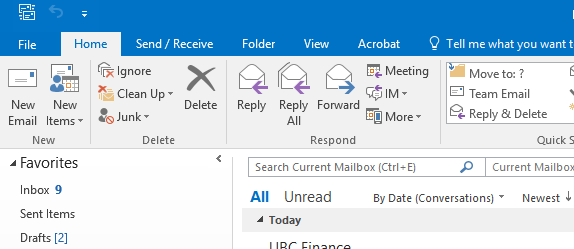 File Home Send / Receive Folder View Acrobat Tell me what you want t
New Email
New Items
Ignore
Clean Up
Junk
Delete
Reply
Reply All
Forward
Meeting
IM
More
Move to: ?
Team Email
Reply & Delete
New Delete Respond Quick S
Favorites
Inbox 9
Sent Items
Drafts [2]
Search Current Mailbox (Ctrl+E) Current Mailbox
All Unread By Date (Conversations) Newest
Today
UBC Finance